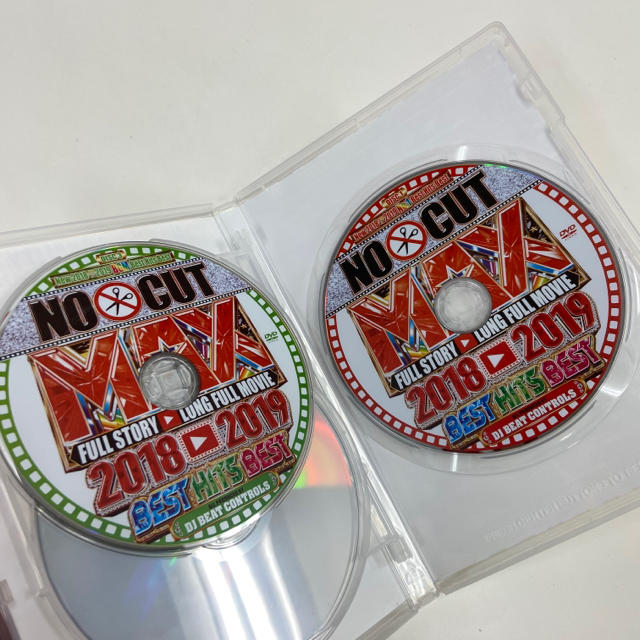 NO CUT
MAX
FULL STORY LONG FULL MOVIE
2018 2019
BEST HITS BEST
DJ BEAT CONTROLS
DVD
NO CUT
MAX
FULL STORY LONG FULL MOVIE
2018 2019
BEST HITS BEST
DJ BEAT CONTROLS
DVD